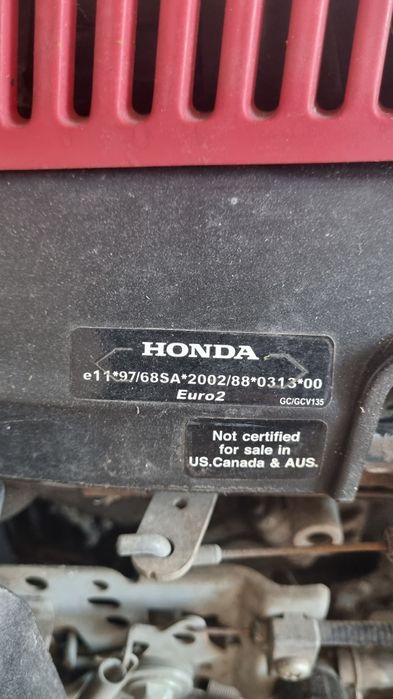 HONDA
e11*97/68SA*2002/88*0313*00
Euro2
GC/GCV135
Not certified
for sale in
US.Canada & AUS.